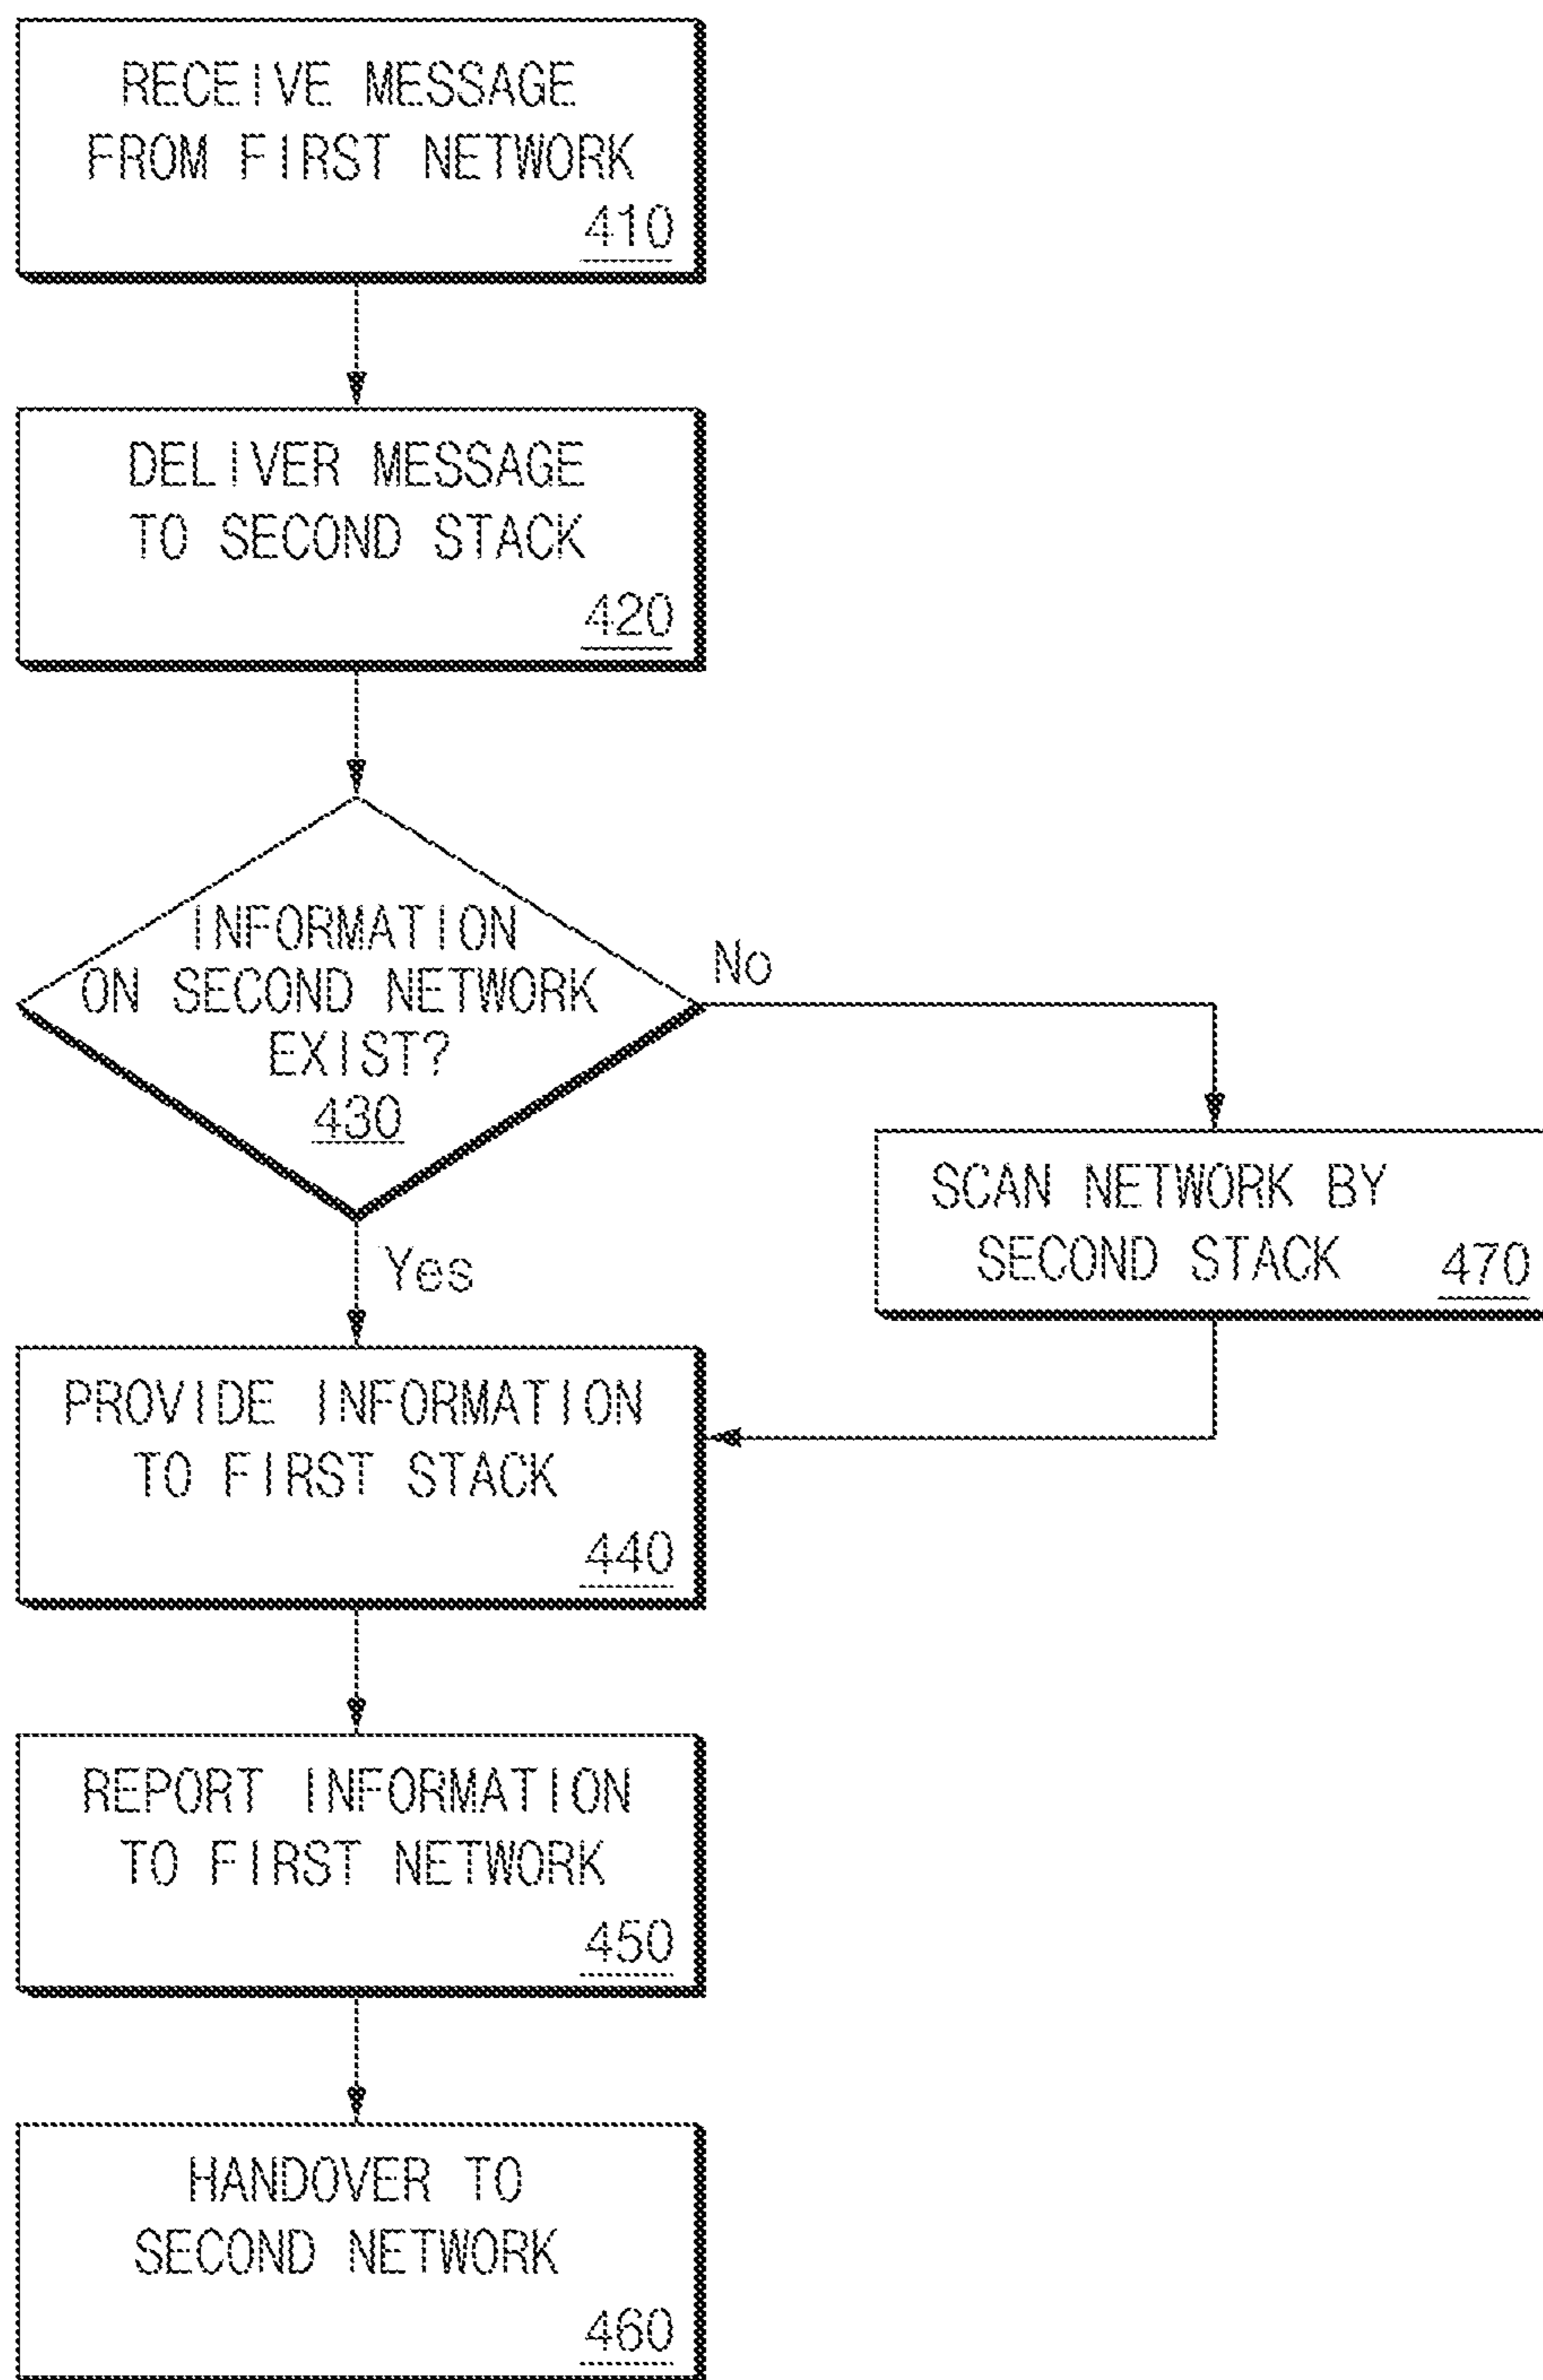 RECEIVE MESSAGE
FROM FIRST NETWORK
410
DELIVER MESSAGE
TO SECOND STACK
420
INFORMATION
ON SECOND NETWORK
EXIST?
430
No
Yes
SCAN NETWORK BY
SECOND STACK 470
PROVIDE INFORMATION
TO FIRST STACK
440
REPORT INFORMATION
TO FIRST NETWORK
450
HANDOVER TO
SECOND NETWORK
460